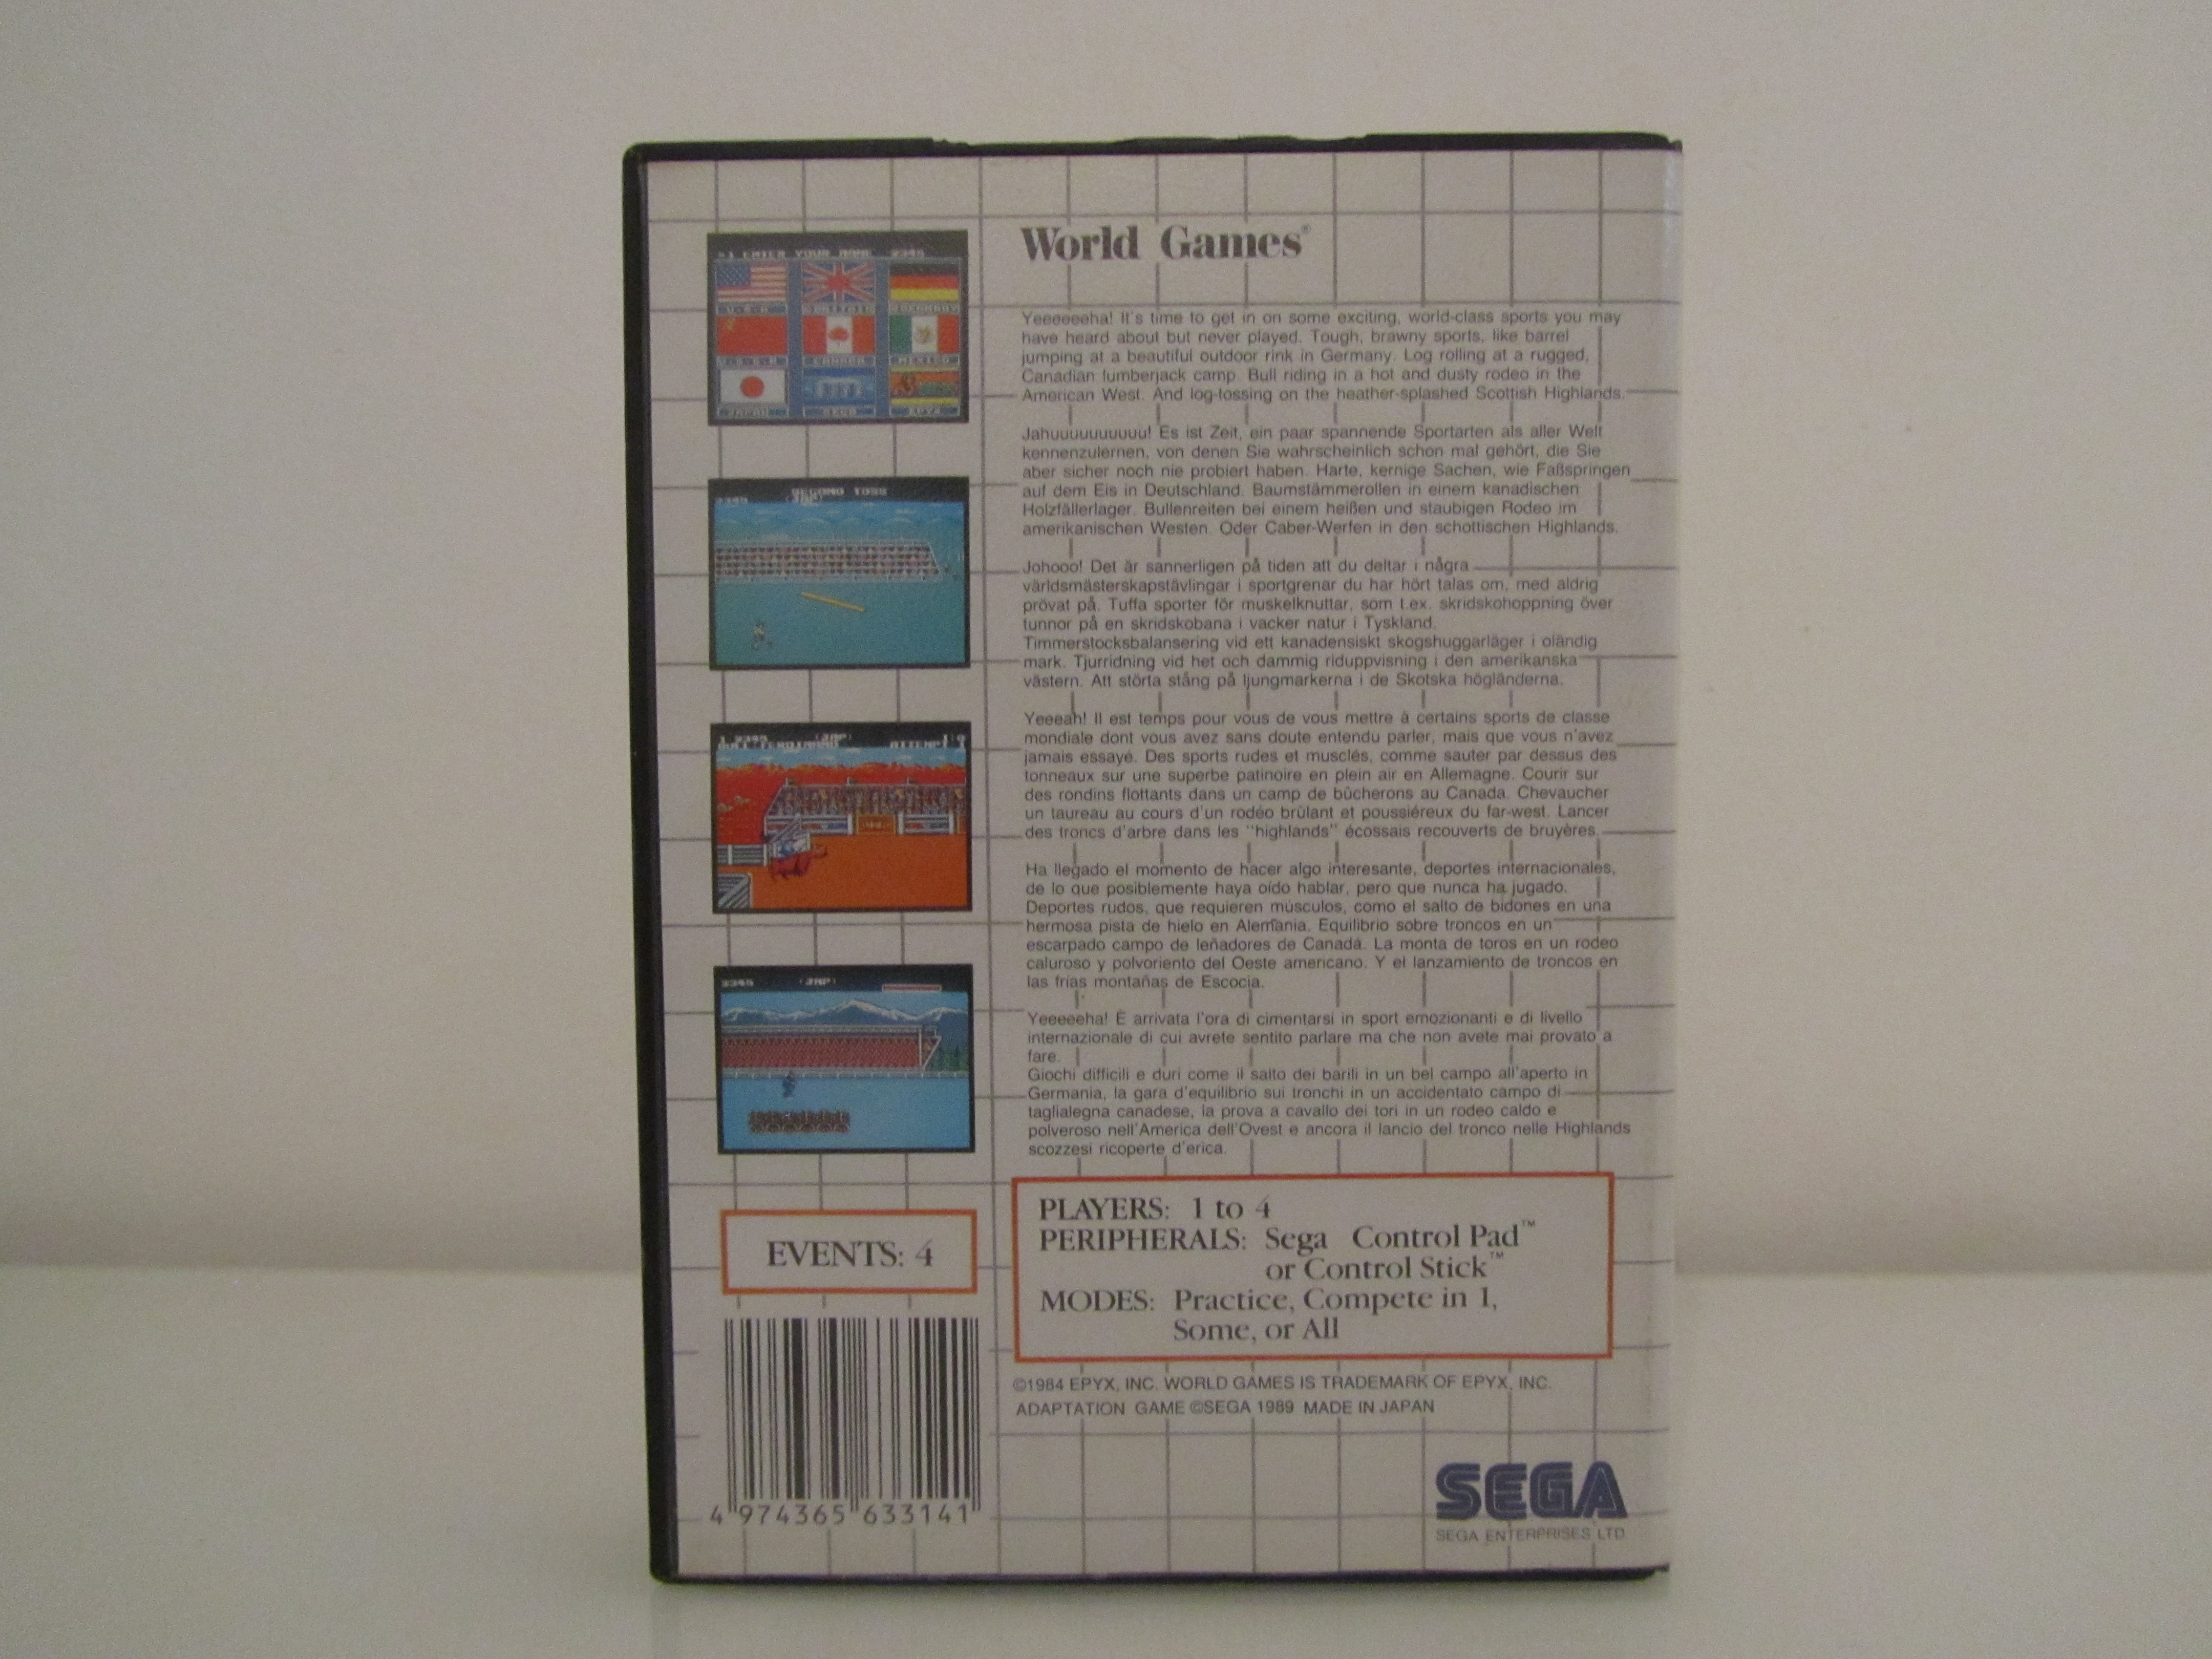 World Games®
Yeeeeeeha! It's time to get in on some exciting, world-class sports you may
have heard about but never played. Tough, brawny sports, like barrel
jumping at a beautiful outdoor rink in Germany. Log rolling at a rugged,
Canadian lumberjack camp. Bull riding in a hot and dusty rodeo in the
American West. And log-tossing on the heather-splashed Scottish Highlands.
Jahuuuuuuuuuu! Es ist Zeit, ein paar spannende Sportarten als aller Welt
kennenzulernen, von denen Sie wahrscheinlich schon mal gehört, die Sie
aber sicher noch nie probiert haben. Harte, kernige Sachen, wie Faßspringen
auf dem Eis in Deutschland. Baumstämmerollen in einem kanadischen
Holzfällerlager. Bullenreiten bei einem heißen und staubigen Rodeo im
amerikanischen Westen. Oder Caber-Werfen in den schottischen Highlands.
Johooo! Det är sannerligen på tiden att du deltar i några
världsmästerskapstävlingar i sportgrenar du har hört talas om, med aldrig
prövat på. Tuffa sporter för muskelknuttar, som t.ex. skridskohoppning över
tunnor på en skridskobana i vacker natur i Tyskland.
Timmerstocksbalansering vid ett kanadensiskt skogshuggarläger i oländig
mark. Tjurridning vid het och dammig riduppvisning i den amerikanska
västern. Att störta stång på ljungmarkerna i de Skotska högländerna.
Yeeeah! Il est temps pour vous de vous mettre à certains sports de classe
mondiale dont vous avez sans doute entendu parler, mais que vous n'avez
jamais essayé. Des sports rudes et musclés, comme sauter par dessus des
tonneaux sur une superbe patinoire en plein air en Allemagne. Courir sur
des rondins flottants dans un camp de bûcherons au Canada. Chevaucher
un taureau au cours d'un rodéo brûlant et poussiéreux du far-west. Lancer
des troncs d'arbre dans les "highlands" écossais recouverts de bruyères.
Ha llegado el momento de hacer algo interesante, deportes internacionales,
de lo que posiblemente haya oído hablar, pero que nunca ha jugado.
Deportes rudos, que requieren músculos, como el salto de bidones en una
hermosa pista de hielo en Alemania. Equilibrio sobre troncos en un
escarpado campo de leñadores de Canadá. La monta de toros en un rodeo
caluroso y polvoriento del Oeste americano. Y el lanzamiento de troncos en
las frías montañas de Escocia.
Yeeeeeha! È arrivata l'ora di cimentarsi in sport emozionanti e di livello
internazionale di cui avrete sentito parlare ma che non avete mai provato a
fare.
Giochi difficili e duri come il salto dei barili in un bel campo all'aperto in
Germania, la gara d'equilibrio sui tronchi in un accidentato campo di
taglialegna canadese, la prova a cavallo dei tori in un rodeo caldo e
polveroso nell'America dell'Ovest e ancora il lancio del tronco nelle Highlands
scozzesi ricoperte d'erica.
ENTER YOUR NAME 2345
CANADA
MEXICO
JAPAN
SEGA
EPYX
SECOND TOSS
2345 (JAP)
(JAP)
ATTEMPT 1
2345 (JAP)
EVENTS: 4
PLAYERS: 1 to 4
PERIPHERALS: Sega Control Pad™
or Control Stick™
MODES: Practice, Compete in 1,
Some, or All
©1984 EPYX, INC. WORLD GAMES IS TRADEMARK OF EPYX, INC.
ADAPTATION GAME ©SEGA 1989 MADE IN JAPAN
4 974365 633141
SEGA
SEGA ENTERPRISES LTD